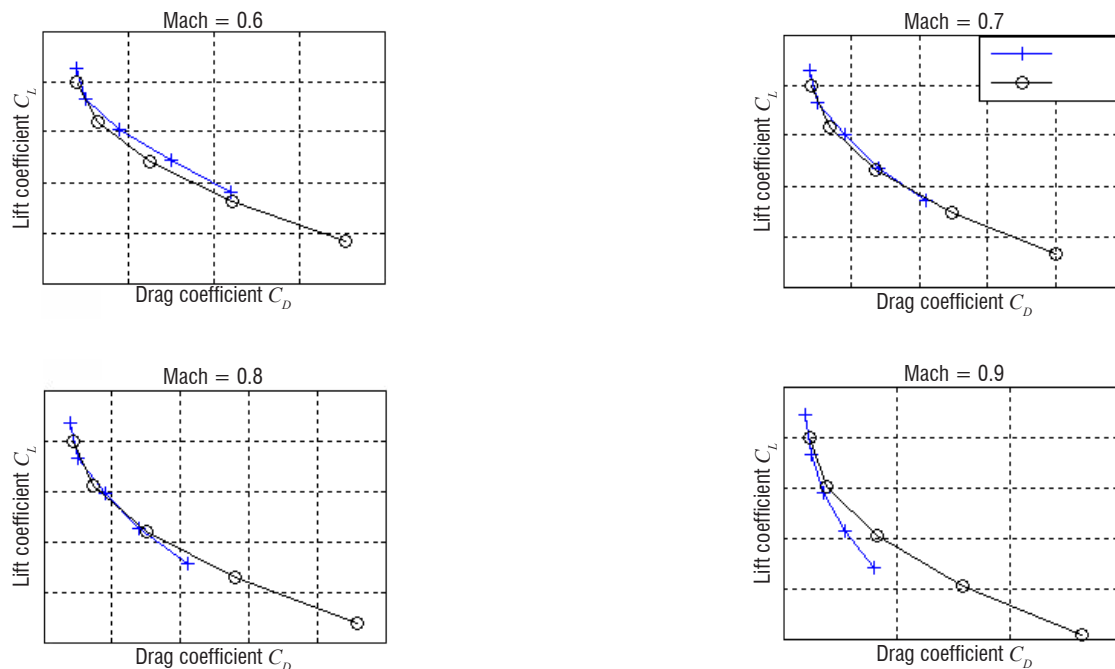 Mach = 0.6
Lift coefficient C_L
Drag coefficient C_D
Mach = 0.7
Lift coefficient C_L
Drag coefficient C_D
Mach = 0.8
Lift coefficient C_L
Drag coefficient C_D
Mach = 0.9
Lift coefficient C_L
Drag coefficient C_D